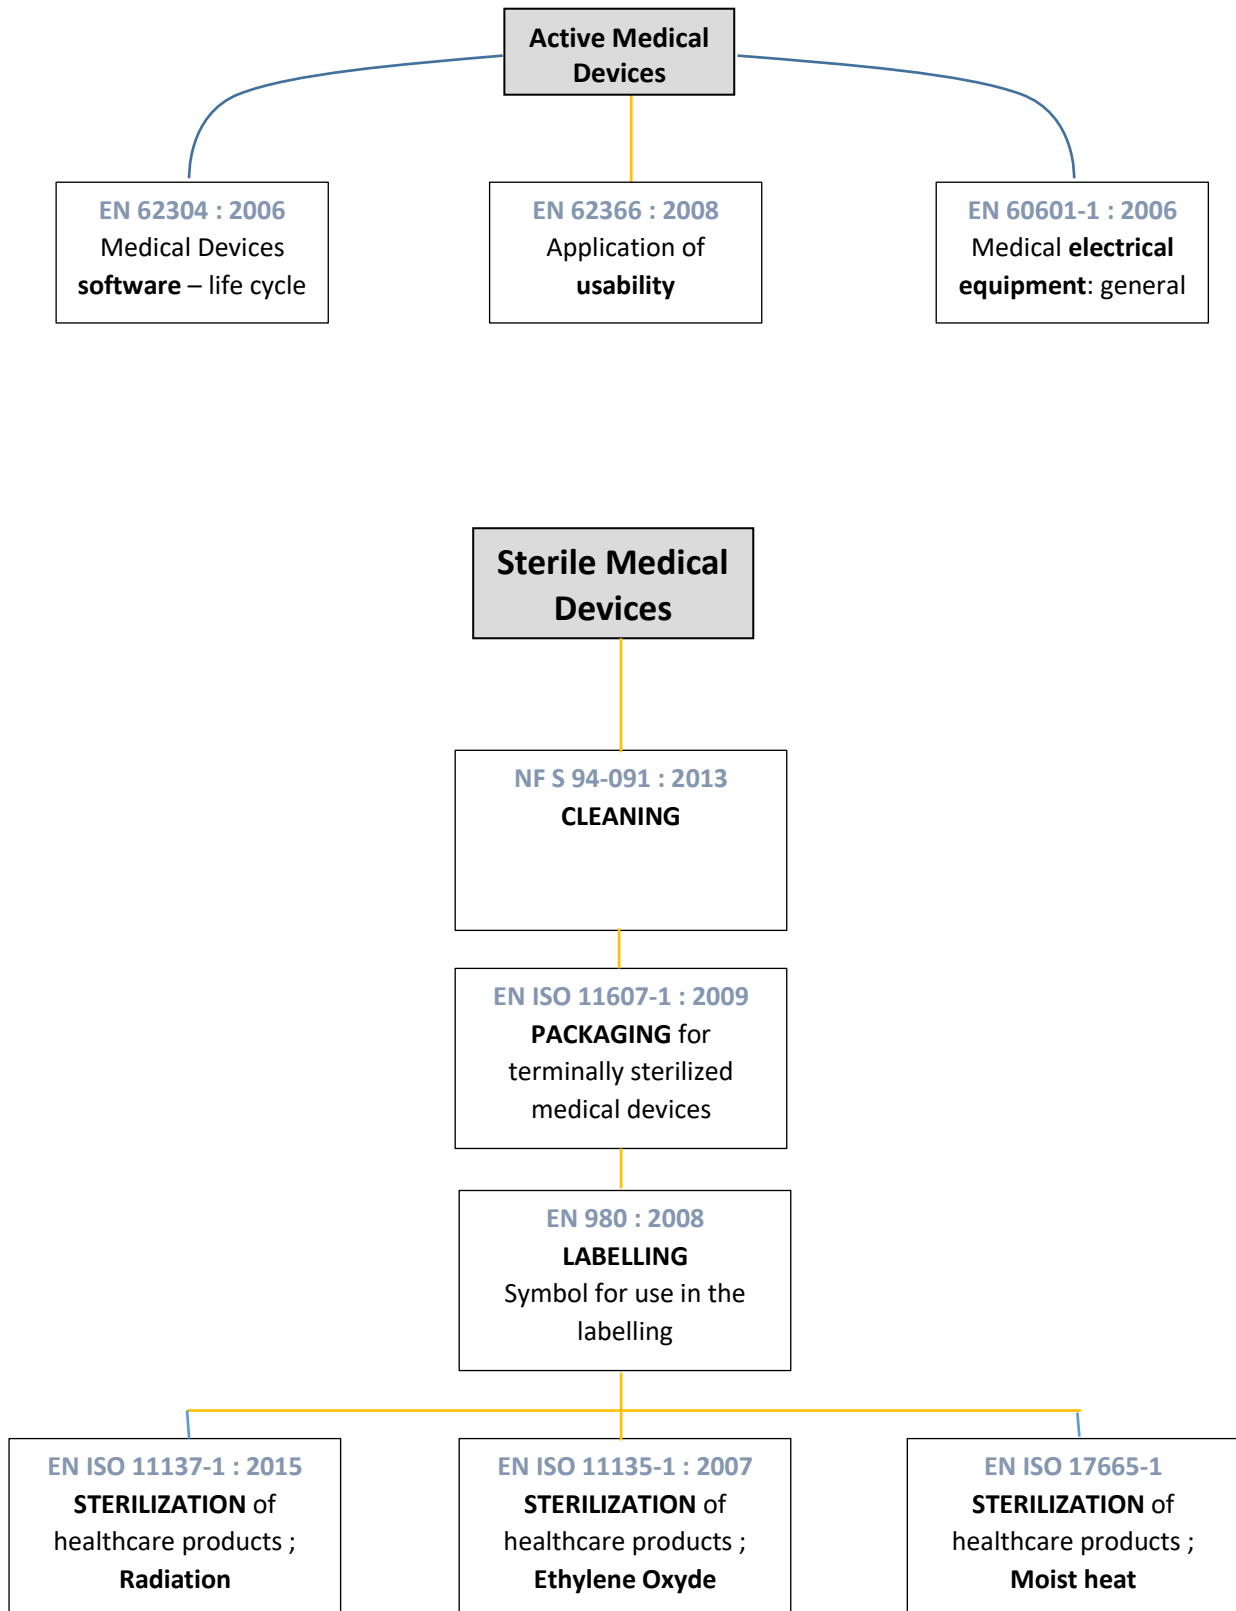 Active Medical
Devices
EN 62304 : 2006
Medical Devices
software – life cycle
EN 62366 : 2008
Application of
usability
EN 60601-1 : 2006
Medical electrical
equipment: general
Sterile Medical
Devices
NF S 94-091 : 2013
CLEANING
EN ISO 11607-1 : 2009
PACKAGING for
terminally sterilized
medical devices
EN 980 : 2008
LABELLING
Symbol for use in the
labelling
EN ISO 11137-1 : 2015
STERILIZATION of
healthcare products ;
Radiation
EN ISO 11135-1 : 2007
STERILIZATION of
healthcare products ;
Ethylene Oxyde
EN ISO 17665-1
STERILIZATION of
healthcare products ;
Moist heat